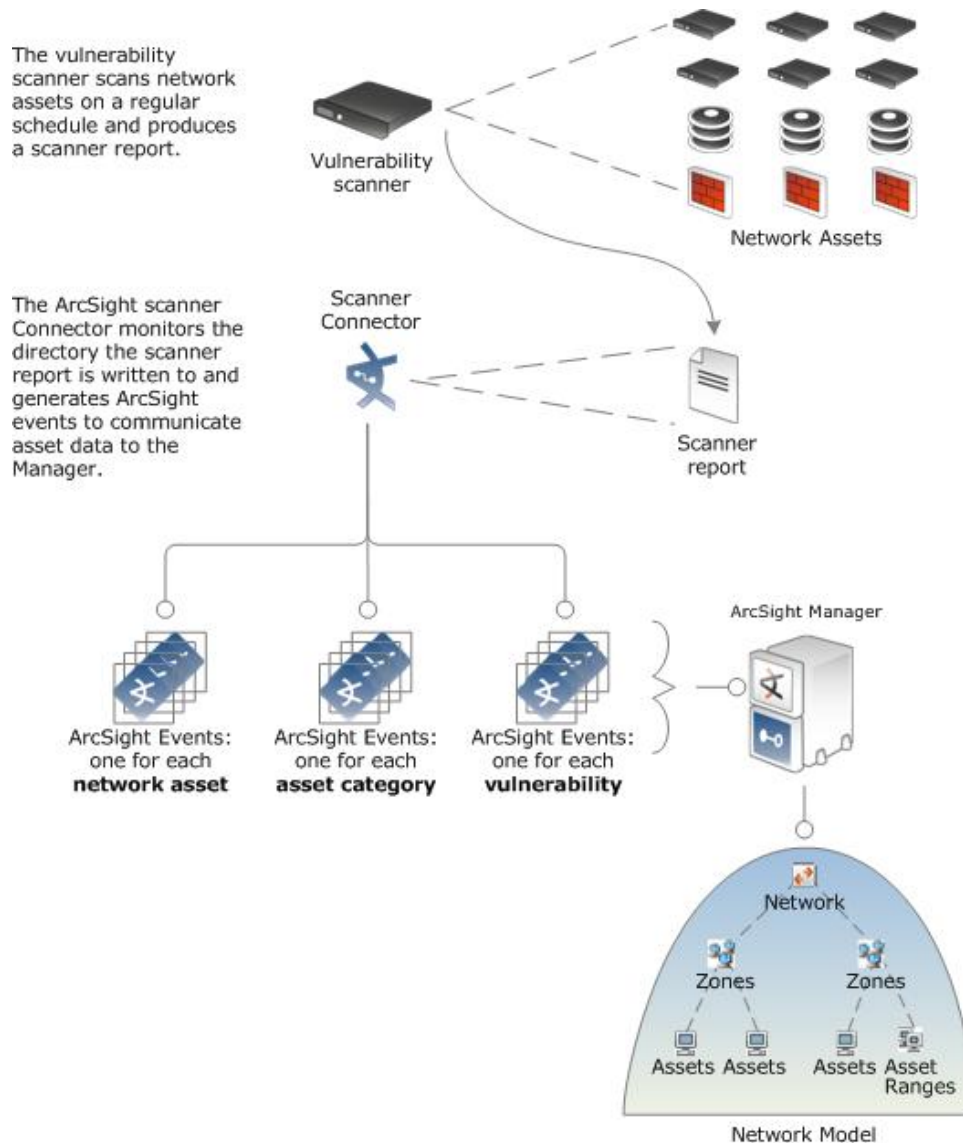 The vulnerability
scanner scans network
assets on a regular
schedule and produces
a scanner report.
Vulnerability
scanner
Network Assets
The ArcSight scanner
Connector monitors the
directory the scanner
report is written to and
generates ArcSight
events to communicate
asset data to the
Manager.
Scanner
Connector
Scanner
report
ArcSight Events:
one for each
network asset
ArcSight Events:
one for each
asset category
ArcSight Events:
one for each
vulnerability
ArcSight Manager
Network
Zones
Zones
Assets
Assets
Assets
Asset
Ranges
Network Model